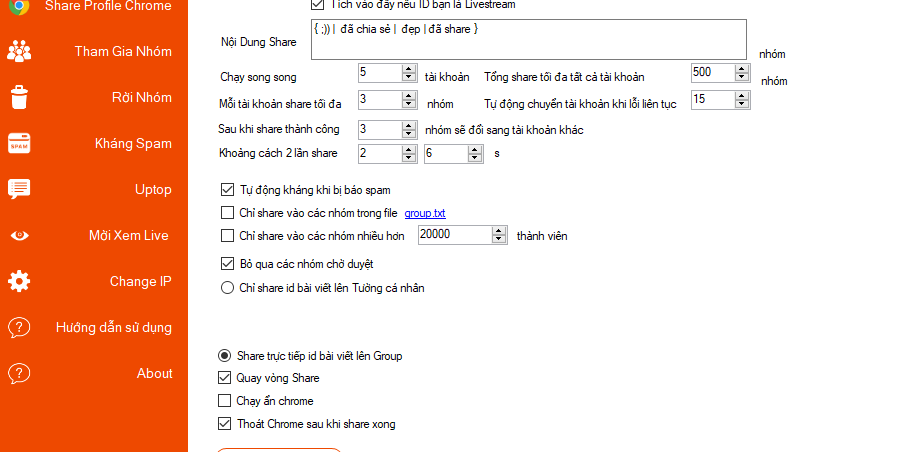 Share Profile Chrome
Tham Gia Nhóm
Rời Nhóm
Kháng Spam
SPAM
Uptop
Mời Xem Live
Change IP
Hướng dẫn sử dụng
About
Tích vào đây nếu ID bạn là Livestream
Nội Dung Share
{ ;)) | đã chia sẻ | đẹp | đã share }
nhóm
Chạy song song 5 tài khoản Tổng share tối đa tất cả tài khoản 500 nhóm
Mỗi tài khoản share tối đa 3 nhóm Tự động chuyển tài khoản khi lỗi liên tục 15
Sau khi share thành công 3 nhóm sẽ đổi sang tài khoản khác
Khoảng cách 2 lần share 2 6 s
Tự động kháng khi bị báo spam
Chỉ share vào các nhóm trong file group.txt
Chỉ share vào các nhóm nhiều hơn 20000 thành viên
Bỏ qua các nhóm chờ duyệt
Chỉ share id bài viết lên Tường cá nhân
Share trực tiếp id bài viết lên Group
Quay vòng Share
Chạy ẩn chrome
Thoát Chrome sau khi share xong